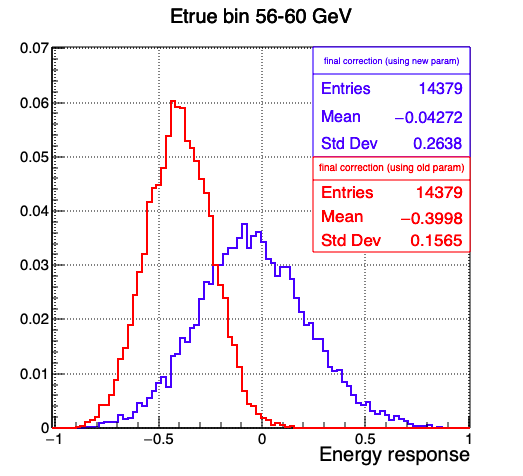 Etrue bin 56-60 GeV
0.07
0.06
0.05
0.04
0.03
0.02
0.01
0
final correction (using new param)
Entries 14379
Mean −0.04272
Std Dev 0.2638
final correction (using old param)
Entries 14379
Mean −0.3998
Std Dev 0.1565
−1 −0.5 0 0.5 1
Energy response